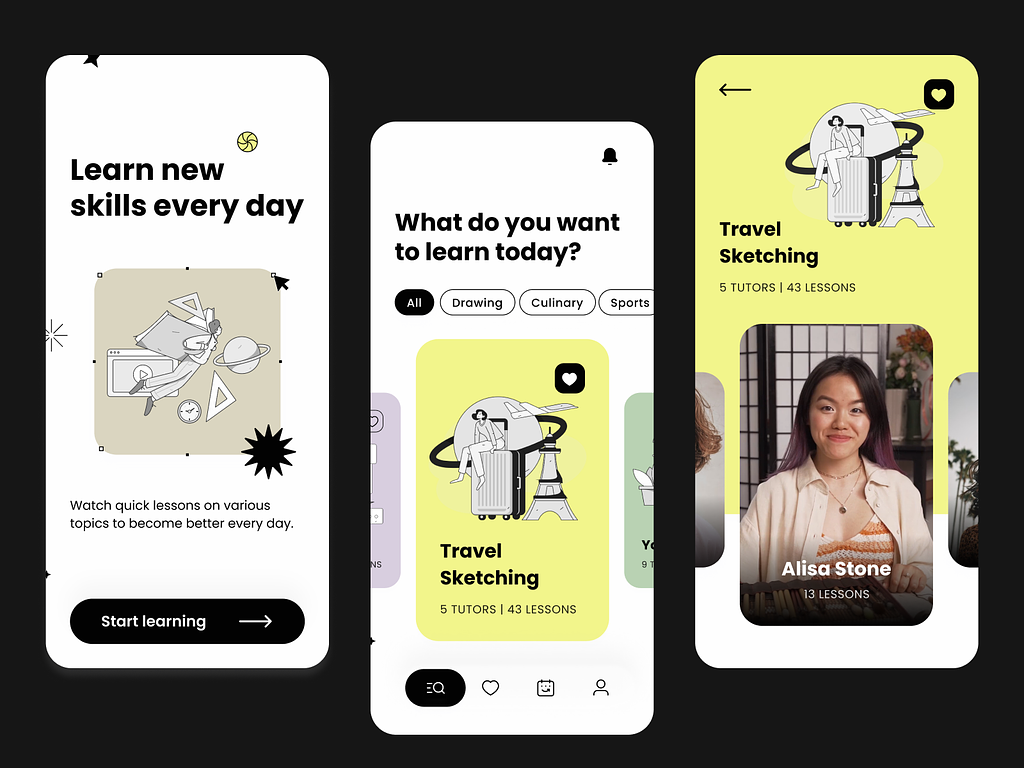 Learn new
skills every day
Watch quick lessons on various
topics to become better every day.
Start learning
What do you want
to learn today?
All
Drawing
Culinary
Sports
NS
Travel
Sketching
5 TUTORS | 43 LESSONS
Yo
9 T
Travel
Sketching
5 TUTORS | 43 LESSONS
Alisa Stone
13 LESSONS